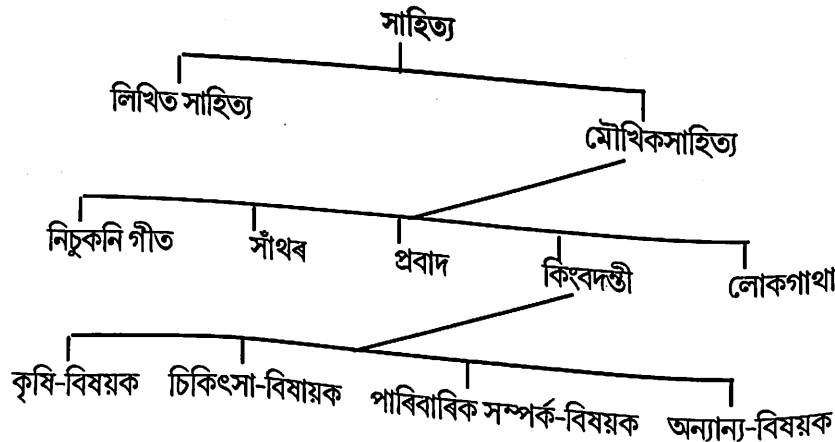 সাহিত্য
লিখিত সাহিত্য
মৌখিকসাহিত্য
নিচুকনি গীত সাঁথৰ প্ৰবাদ কিংবদন্তী লোকগাথা
কৃষি-বিষয়ক চিকিৎসা-বিষায়ক পাৰিবাৰিক সম্পৰ্ক-বিষয়ক অন্যান্য-বিষয়ক